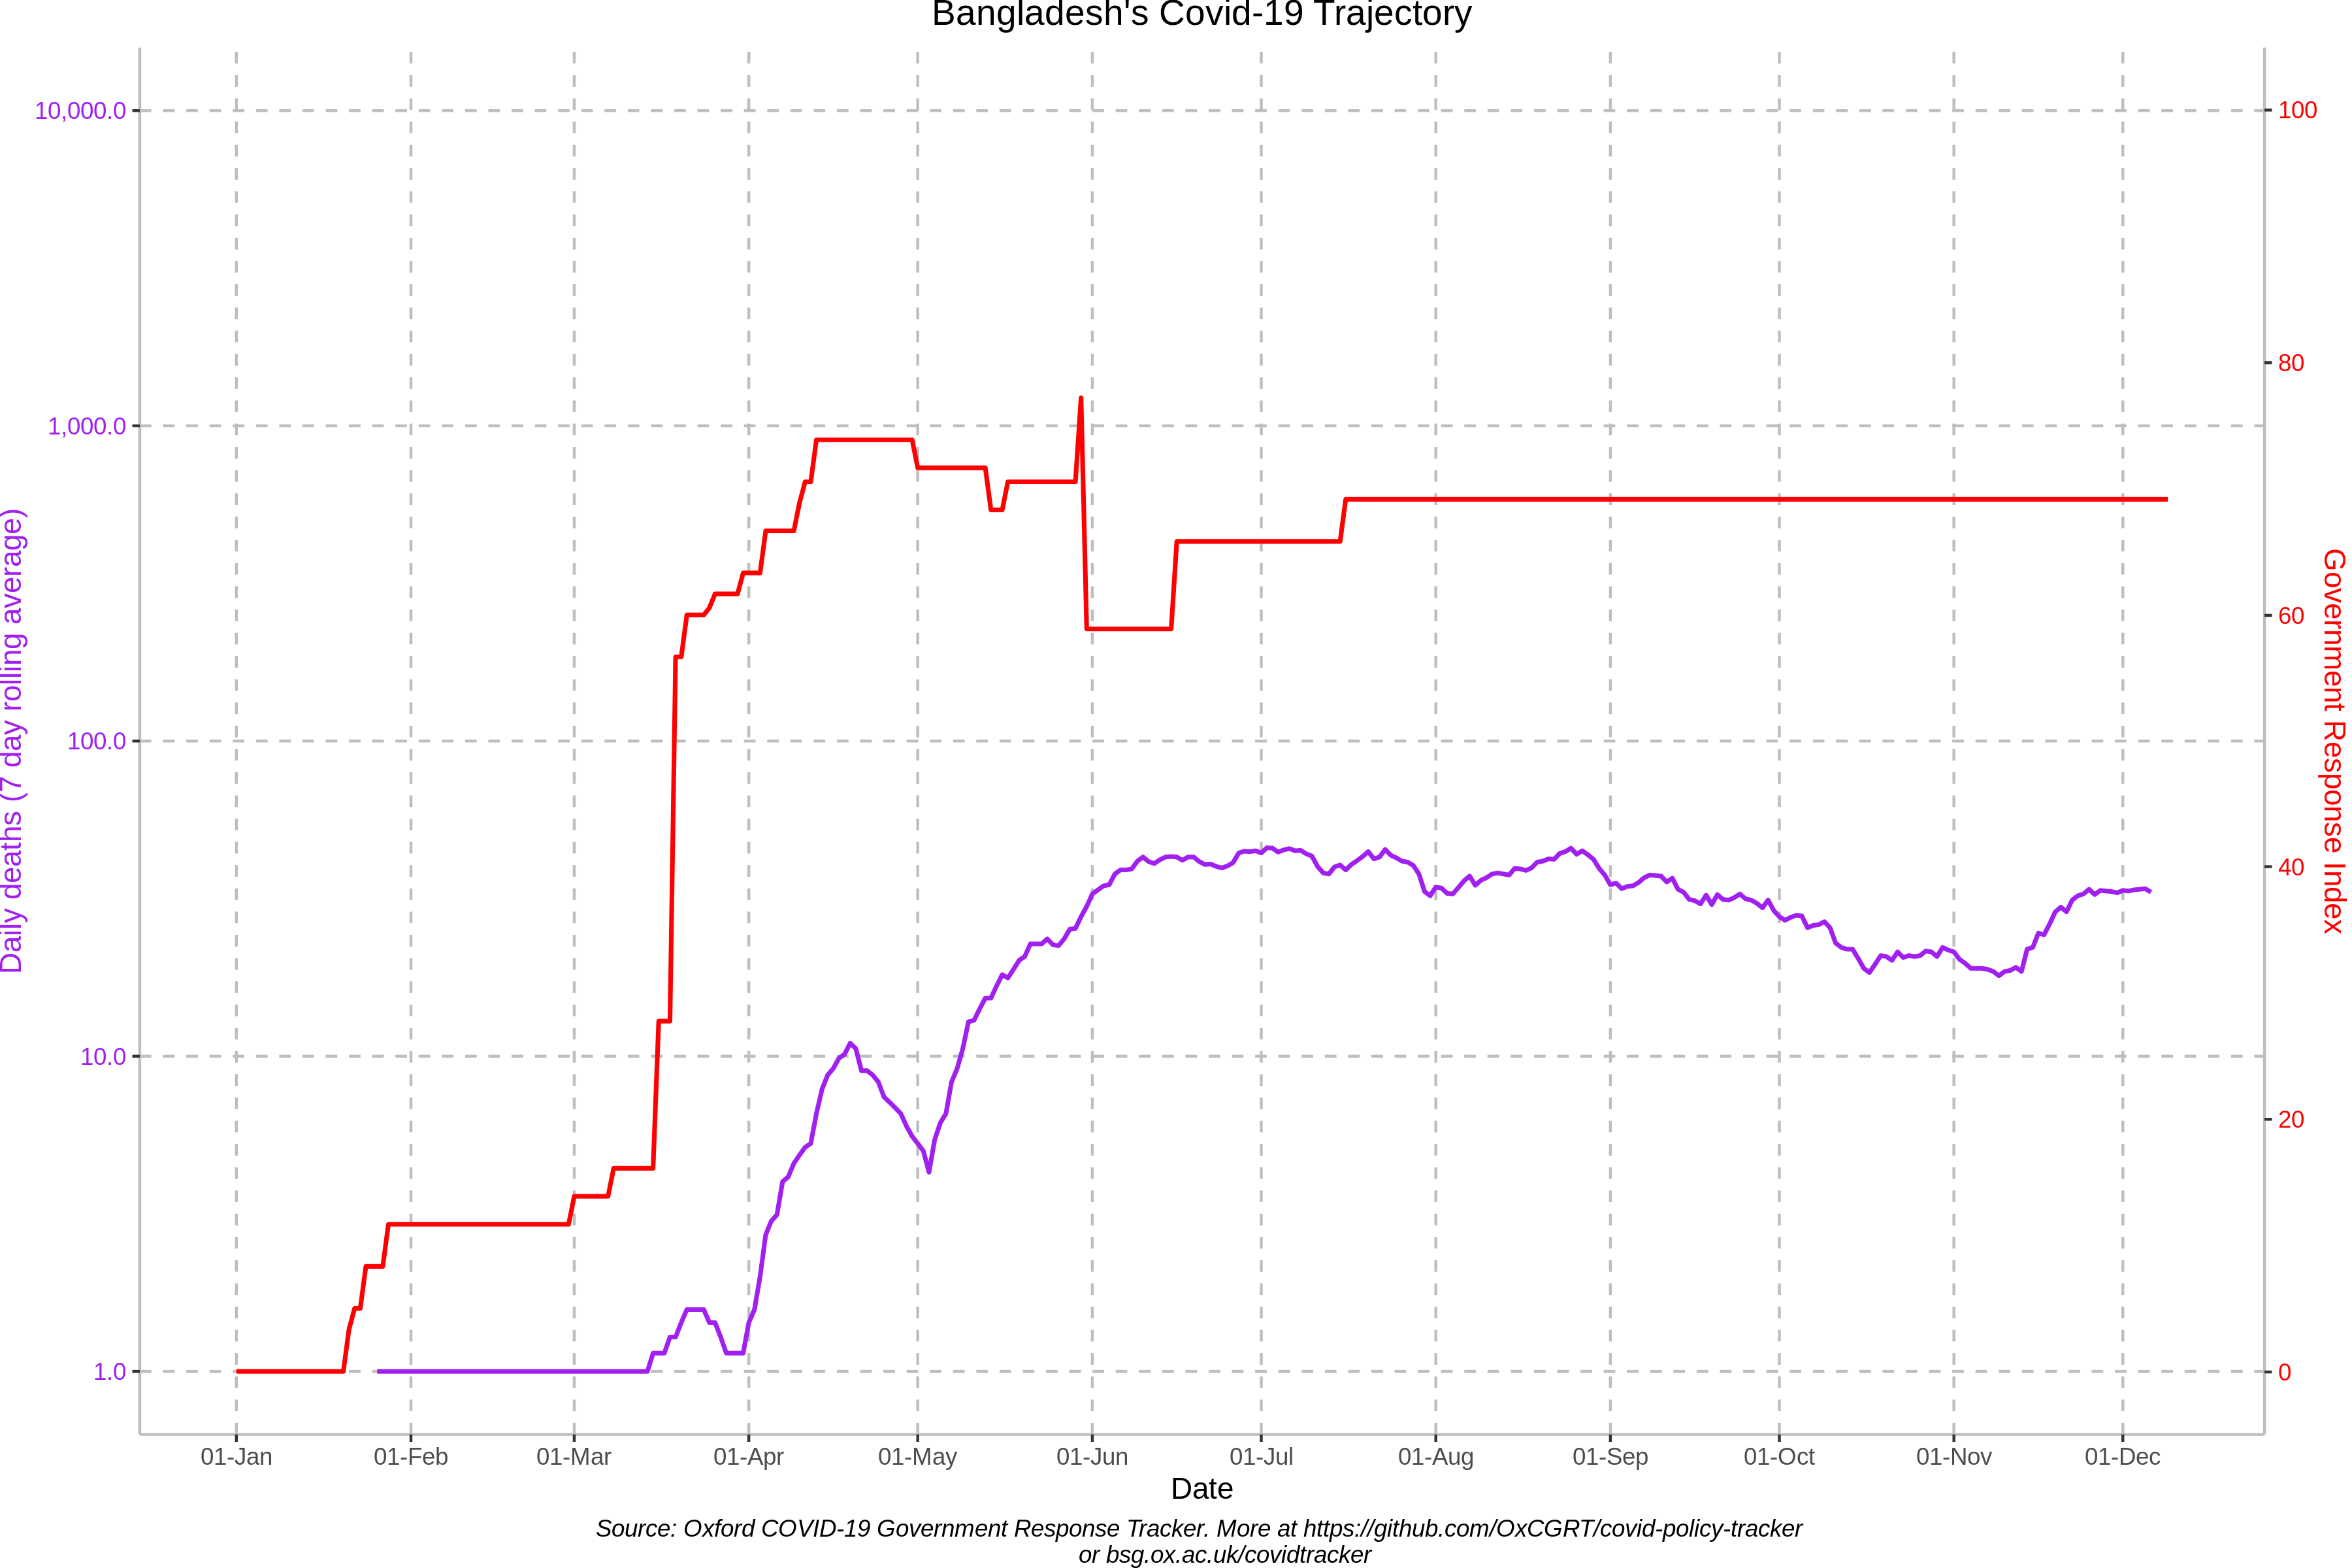 Bangladesh's Covid-19 Trajectory
10,000.0
1,000.0
100.0
10.0
1.0
Daily deaths (7 day rolling average)
100
80
60
40
20
0
Government Response Index
01-Jan
01-Feb
01-Mar
01-Apr
01-May
01-Jun
01-Jul
01-Aug
01-Sep
01-Oct
01-Nov
01-Dec
Date
Source: Oxford COVID-19 Government Response Tracker. More at https://github.com/OxCGRT/covid-policy-tracker
or bsg.ox.ac.uk/covidtracker